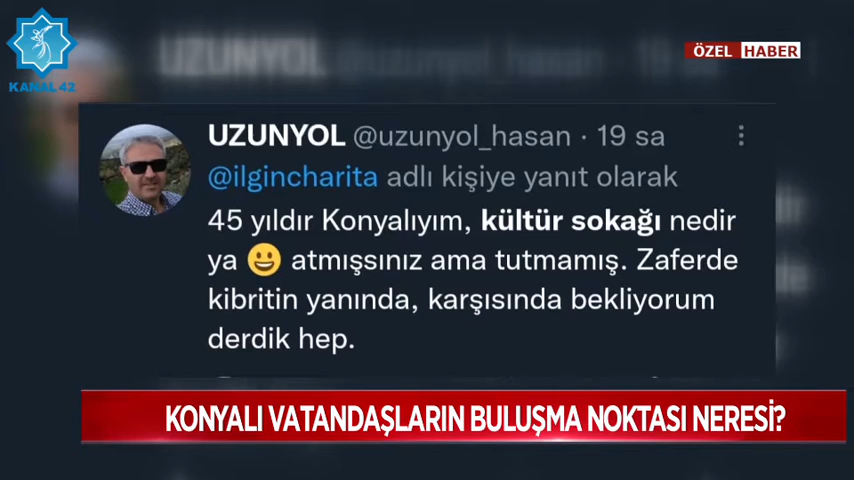 KANAL 42
ÖZEL HABER
UZUNYOL @uzunyol_hasan · 19 sa
@ilgincharita adlı kişiye yanıt olarak
45 yıldır Konyalıyım, kültür sokağı nedir
ya 😀 atmışsınız ama tutmamış. Zaferde
kibritin yanında, karşısında bekliyorum
derdik hep.
KONYALI VATANDAŞLARIN BULUŞMA NOKTASI NERESİ?